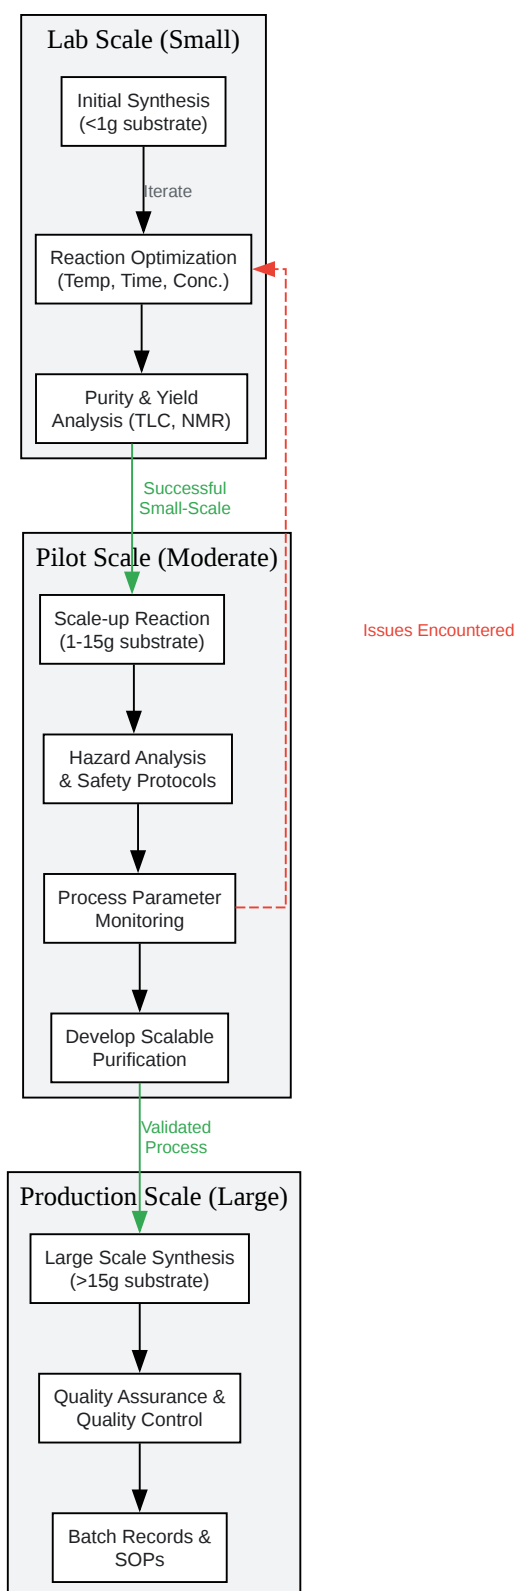 Lab Scale (Small)
Initial Synthesis
(<1g substrate)
Iterate
Reaction Optimization
(Temp, Time, Conc.)
Purity & Yield
Analysis (TLC, NMR)
Successful
Small-Scale
Pilot Scale (Moderate)
Scale-up Reaction
(1-15g substrate)
Issues Encountered
Hazard Analysis
& Safety Protocols
Process Parameter
Monitoring
Develop Scalable
Purification
Validated
Process
Production Scale (Large)
Large Scale Synthesis
(>15g substrate)
Quality Assurance &
Quality Control
Batch Records &
SOPs